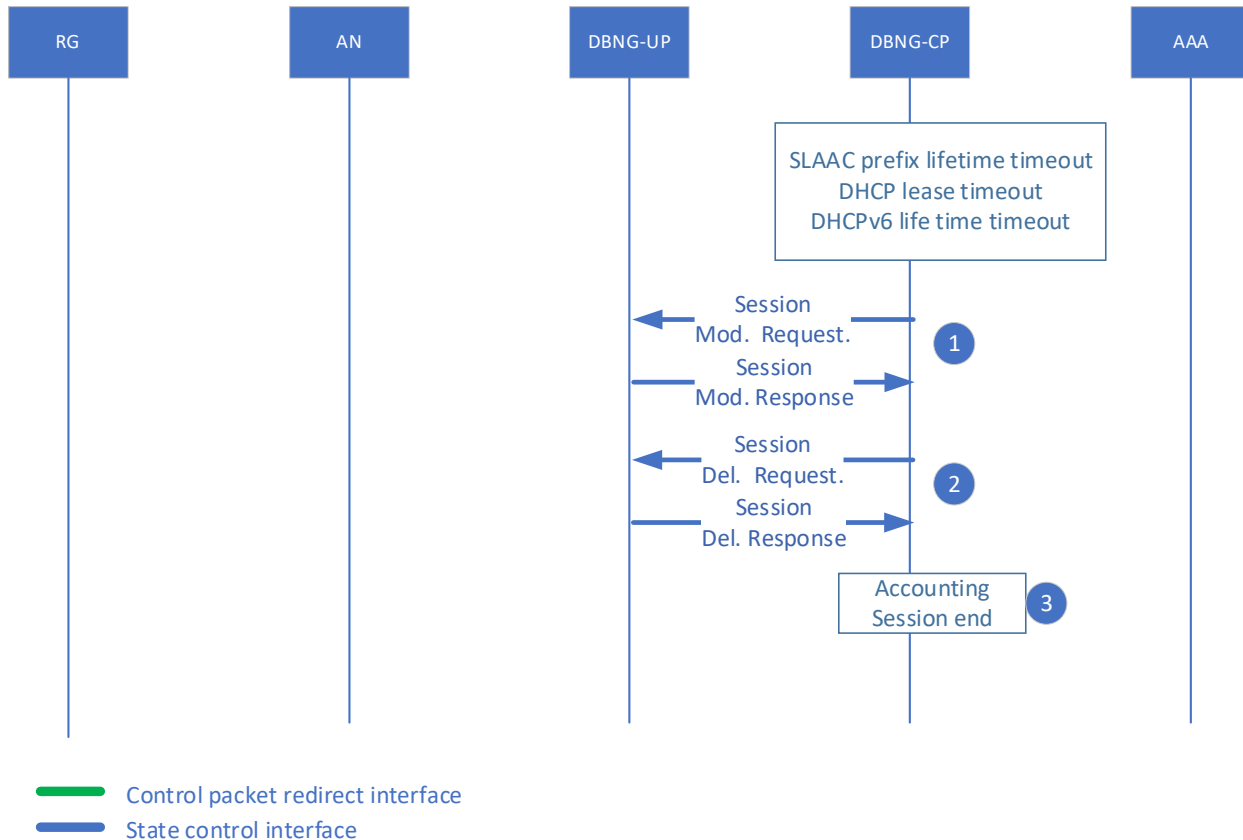 RG
AN
DBNG-UP
DBNG-CP
AAA
SLAAC prefix lifetime timeout
DHCP lease timeout
DHCPv6 life time timeout
Session
Mod. Request.
1
Session
Mod. Response
Session
Del. Request.
2
Session
Del. Response
Accounting
Session end
3
Control packet redirect interface
State control interface